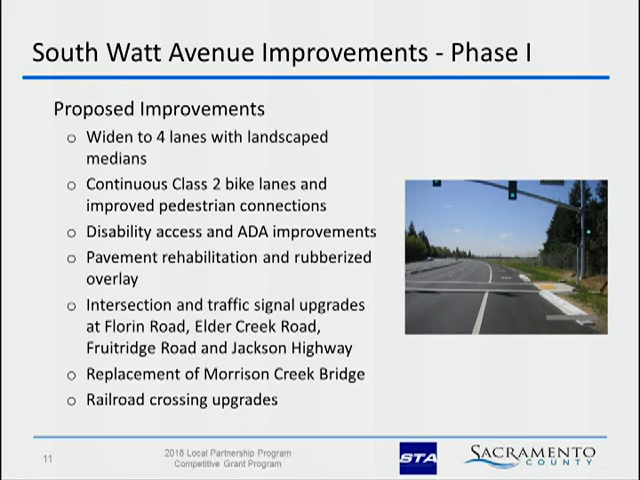 South Watt Avenue Improvements - Phase I
Proposed Improvements
o Widen to 4 lanes with landscaped
medians
o Continuous Class 2 bike lanes and
improved pedestrian connections
o Disability access and ADA improvements
o Pavement rehabilitation and rubberized
overlay
o Intersection and traffic signal upgrades
at Florin Road, Elder Creek Road,
Fruitridge Road and Jackson Highway
o Replacement of Morrison Creek Bridge
o Railroad crossing upgrades
11
2018 Local Partnership Program
Competitive Grant Program
STA
SACRAMENTO
COUNTY